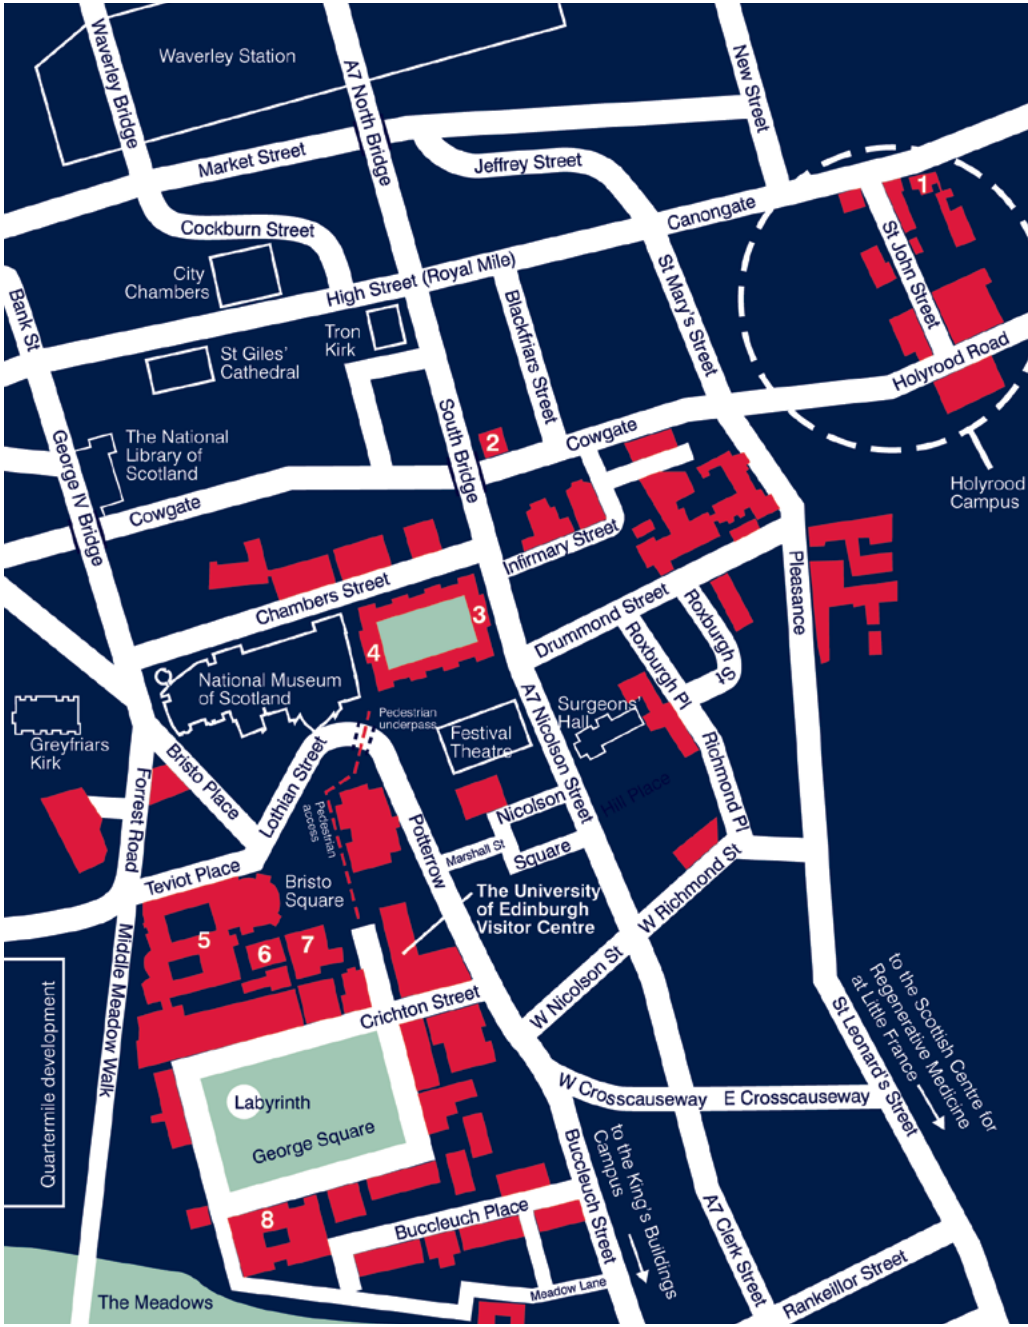 Waverley Bridge
Waverley Station
A7 North Bridge
New Street
Market Street
Jeffrey Street
Canongate
1
Cockburn Street
City
Chambers
High Street (Royal Mile)
St Mary's Street
St John Street
Bank St
Tron
Kirk
Blackfriars Street
St Giles'
Cathedral
Holyrood Road
South Bridge
2
Cowgate
George IV Bridge
The National
Library of
Scotland
Cowgate
Holyrood
Campus
Infirmary Street
Chambers Street
Pleasance
3
4
Drummond Street
Roxburgh St
Roxburgh Pl
National Museum
of Scotland
Pedestrian
underpass
A7 Nicolson Street
Surgeons'
Hall
Festival
Theatre
Greyfriars
Kirk
Bristo Place
Lothian Street
Richmond Pl
Hill Place
Forrest Road
Pedestrian
access
Potterrow
Nicolson
Square
Marshall St
Teviot Place
Bristo
Square
The University
of Edinburgh
Visitor Centre
W Richmond St
5
6
7
Middle Meadow Walk
W Nicolson St
Crichton Street
Quartermile development
St Leonard's Street
to the Scottish Centre for
Regenerative Medicine
at Little France
Labyrinth
George Square
W Crosscauseway
E Crosscauseway
Buccleuch Street
to the King's Buildings
Campus
8
Buccleuch Place
A7 Clerk Street
Meadow Lane
Rankeillor Street
The Meadows